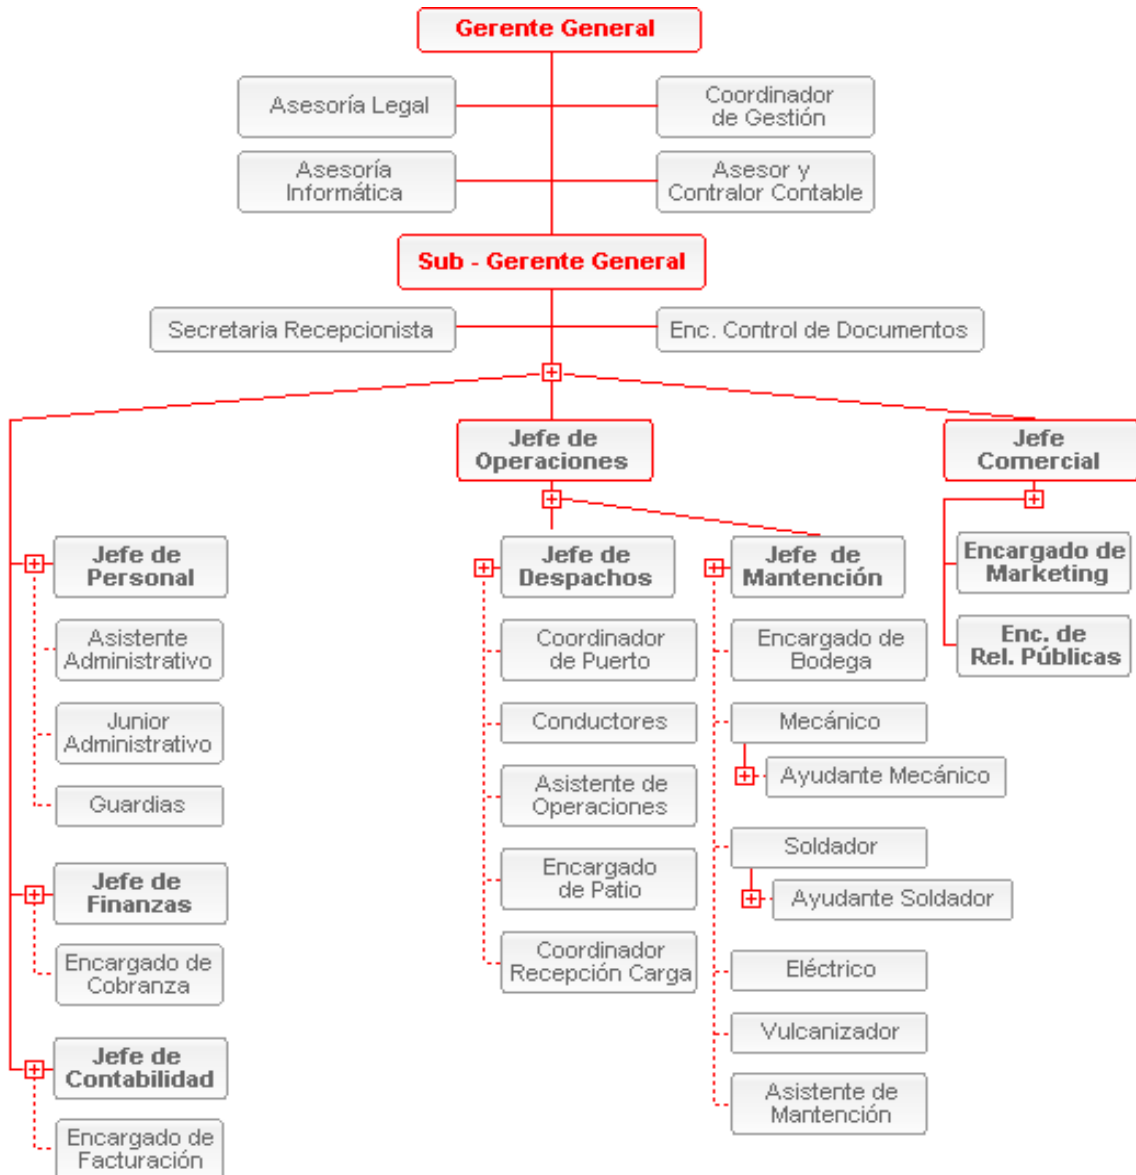 Gerente General
Asesoría Legal
Coordinador
de Gestión
Asesoría
Informática
Asesor y
Contralor Contable
Sub - Gerente General
Secretaria Recepcionista
Enc. Control de Documentos
Jefe de
Operaciones
Jefe
Comercial
Jefe de
Personal
Asistente
Administrativo
Junior
Administrativo
Guardias
Jefe de
Finanzas
Encargado de
Cobranza
Jefe de
Contabilidad
Encargado de
Facturación
Jefe de
Despachos
Coordinador
de Puerto
Conductores
Asistente de
Operaciones
Encargado
de Patio
Coordinador
Recepción Carga
Jefe de
Mantención
Encargado de
Bodega
Mecánico
Ayudante Mecánico
Soldador
Ayudante Soldador
Eléctrico
Vulcanizador
Asistente de
Mantención
Encargado de
Marketing
Enc. de
Rel. Públicas